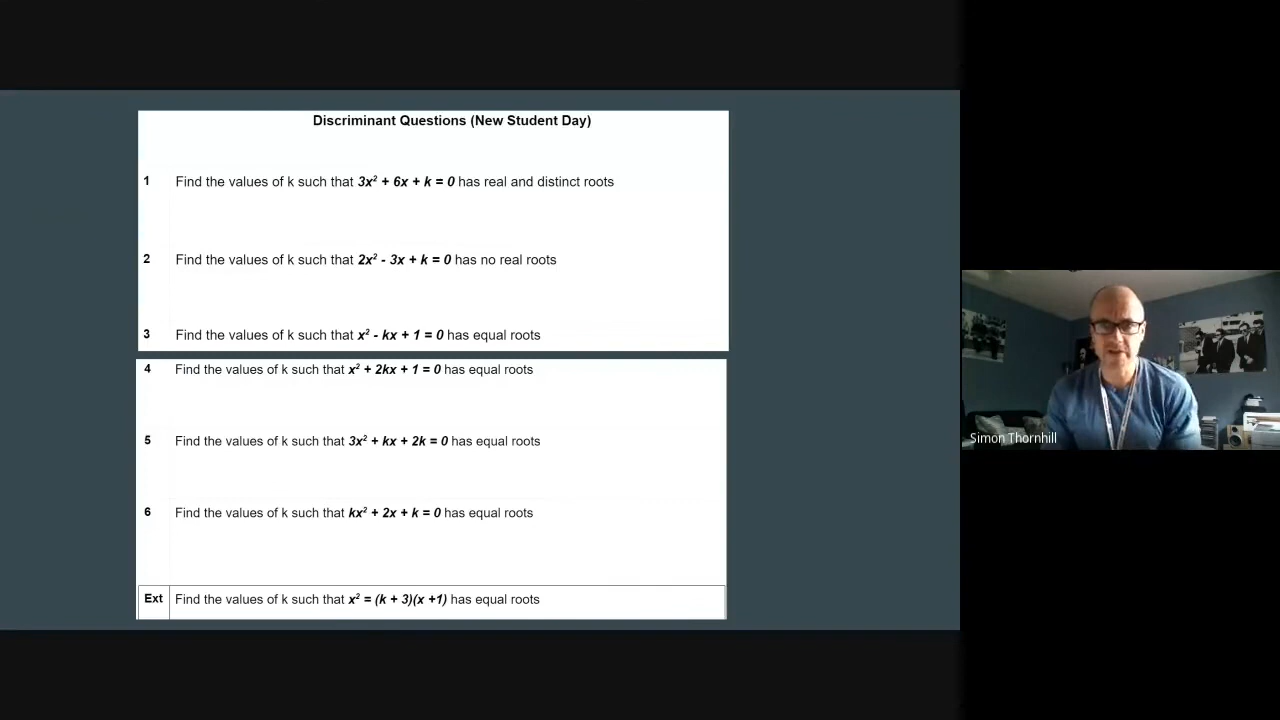 Discriminant Questions (New Student Day)
1 Find the values of k such that 3x² + 6x + k = 0 has real and distinct roots
2 Find the values of k such that 2x² - 3x + k = 0 has no real roots
3 Find the values of k such that x² - kx + 1 = 0 has equal roots
4 Find the values of k such that x² + 2kx + 1 = 0 has equal roots
5 Find the values of k such that 3x² + kx + 2k = 0 has equal roots
6 Find the values of k such that kx² + 2x + k = 0 has equal roots
Ext Find the values of k such that x² = (k + 3)(x +1) has equal roots
Simon Thornhill